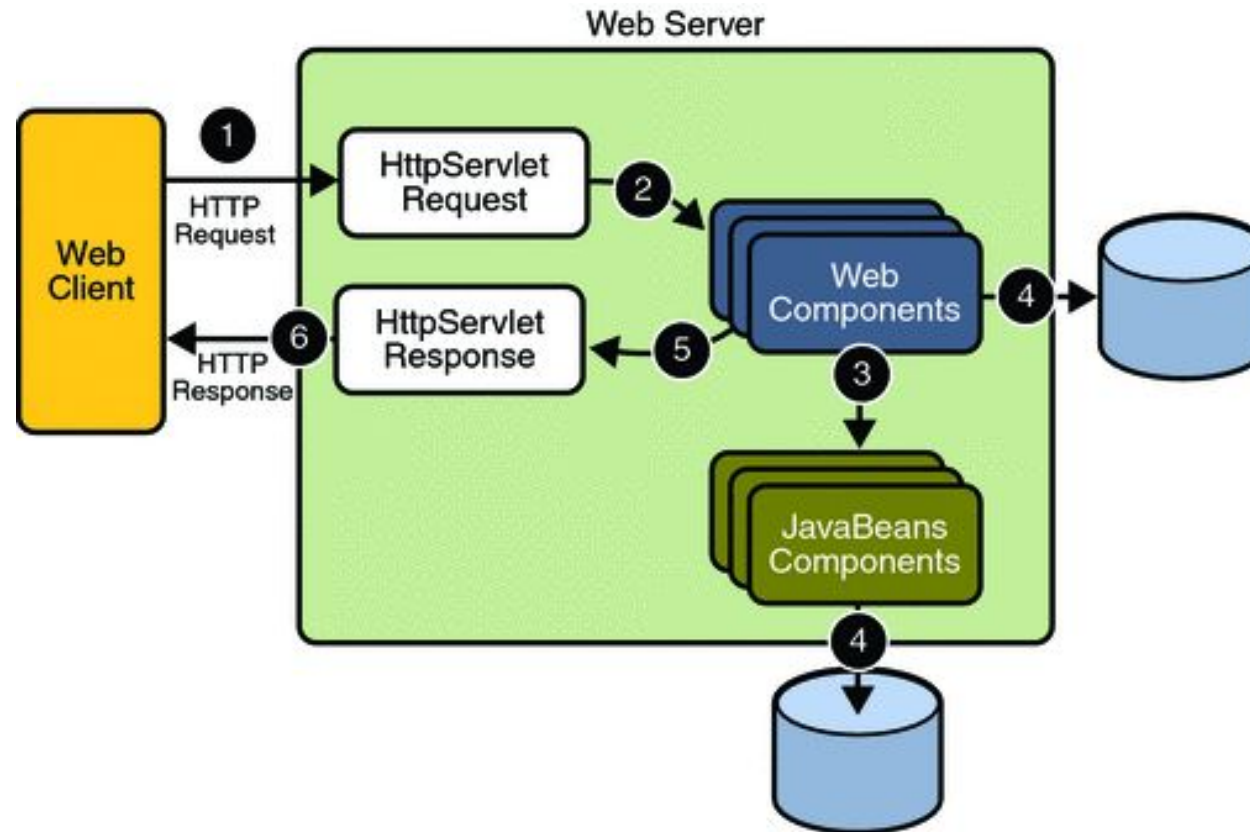 Web Server
1
HttpServlet
Request
2
HTTP
Request
Web
Client
Web
Components
4
6
HttpServlet
Response
5
HTTP
Response
3
JavaBeans
Components
4